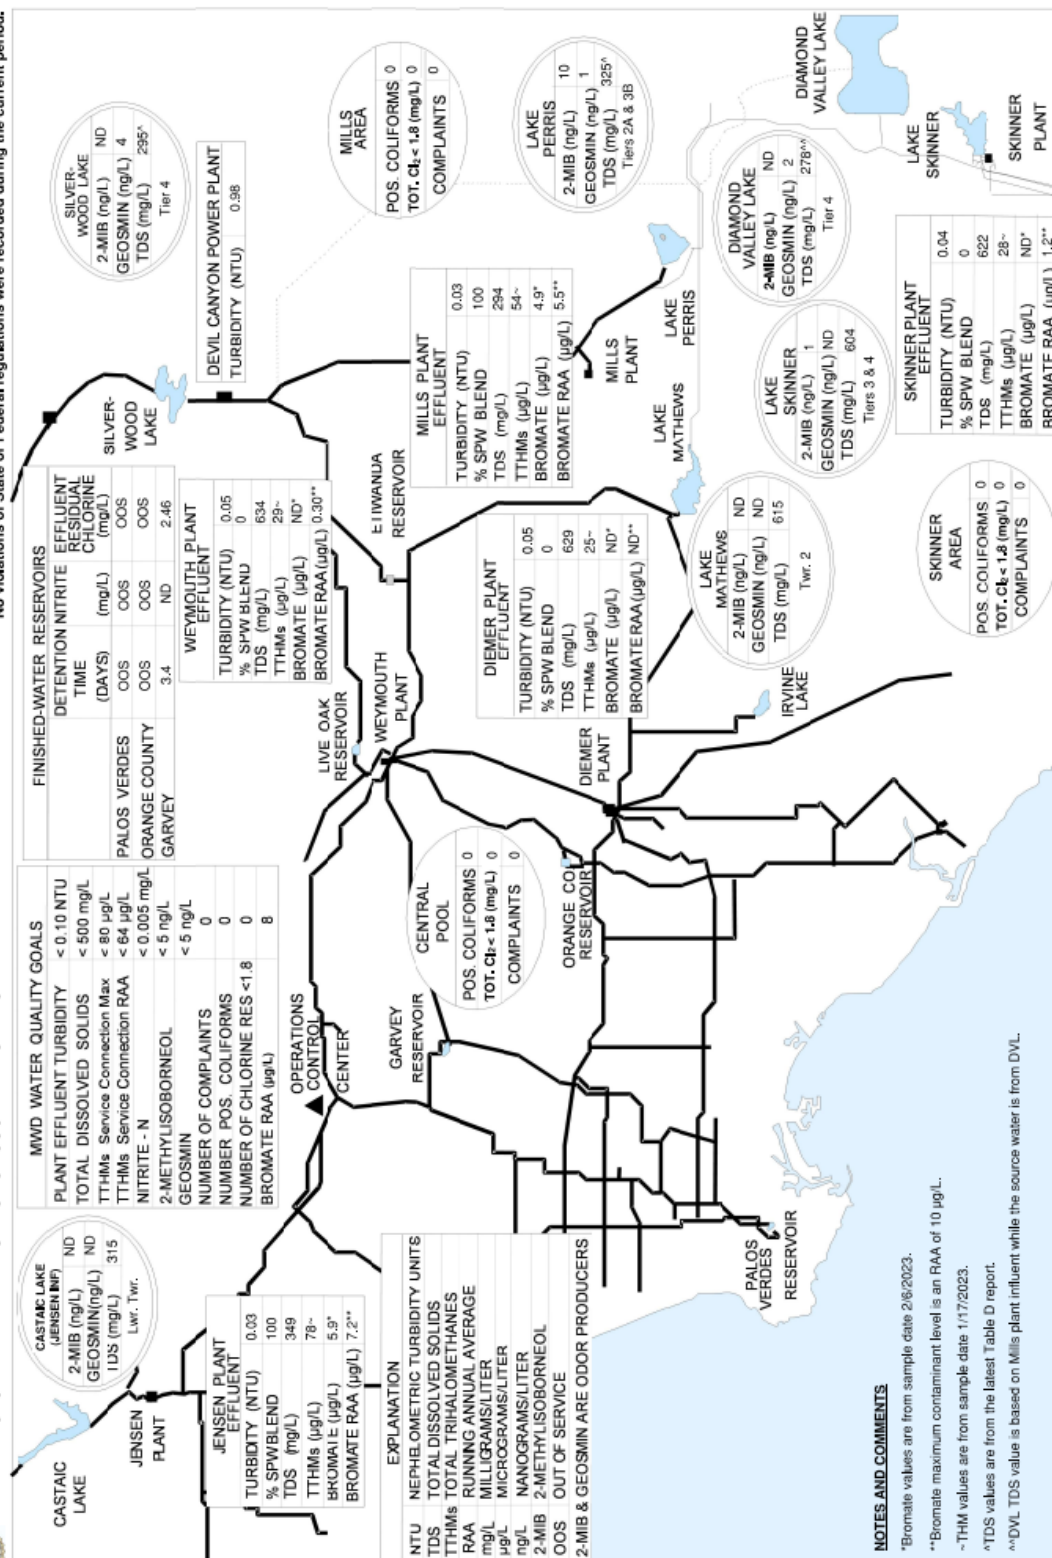 No violations of State or Federal regulations were recorded during the current period.
CASTAIC LAKE
(JENSEN INF)
2-MIB (ng/L) ND
GEOSMIN(ng/L) ND
TDS (mg/L) 315
Lwr. Twr.
MWD WATER QUALITY GOALS
PLANT EFFLUENT TURBIDITY < 0.10 NTU
TOTAL DISSOLVED SOLIDS < 500 mg/L
TTHMs Service Connection Max < 80 µg/L
TTHMs Service Connection RAA < 64 µg/L
NITRITE - N < 0.005 mg/L
2-METHYLISOBORNEOL < 5 ng/L
GEOSMIN < 5 ng/L
NUMBER OF COMPLAINTS 0
NUMBER POS. COLIFORMS 0
NUMBER OF CHLORINE RES <1.8 0
BROMATE RAA (µg/L) 8
FINISHED-WATER RESERVOIRS
DETENTION TIME (DAYS) NITRITE (mg/L) EFFLUENT RESIDUAL CHLORINE (mg/L)
PALOS VERDES OOS OOS OOS
ORANGE COUNTY OOS OOS OOS
GARVEY 3.4 ND 2.46
SILVER-
WOOD LAKE
2-MIB (ng/L) ND
GEOSMIN (ng/L) 4
TDS (mg/L) 295^
Tier 4
SILVER-
WOOD
LAKE
DEVIL CANYON POWER PLANT
TURBIDITY (NTU) 0.98
CASTAIC
LAKE
JENSEN
PLANT
JENSEN PLANT
EFFLUENT
TURBIDITY (NTU) 0.03
% SPW BLEND 100
TDS (mg/L) 349
TTHMs (µg/L) 78~
BROMATE (µg/L) 5.9*
BROMATE RAA (µg/L) 7.2**
WEYMOUTH PLANT
EFFLUENT
TURBIDITY (NTU) 0.05
% SPW BLEND 0
TDS (mg/L) 634
TTHMs (µg/L) 29~
BROMATE (µg/L) ND*
BROMATE RAA (µg/L) 0.30**
OPERATIONS
CONTROL
CENTER
LIVE OAK
RESERVOIR
WEYMOUTH
PLANT
ETIWANDA
RESERVOIR
MILLS
AREA
POS. COLIFORMS 0
TOT. Cl₂ < 1.8 (mg/L) 0
COMPLAINTS 0
MILLS PLANT
EFFLUENT
TURBIDITY (NTU) 0.03
% SPW BLEND 100
TDS (mg/L) 294
TTHMs (µg/L) 54~
BROMATE (µg/L) 4.9*
BROMATE RAA (µg/L) 5.5**
EXPLANATION
NTU NEPHELOMETRIC TURBIDITY UNITS
TDS TOTAL DISSOLVED SOLIDS
TTHMs TOTAL TRIHALOMETHANES
RAA RUNNING ANNUAL AVERAGE
mg/L MILLIGRAMS/LITER
µg/L MICROGRAMS/LITER
ng/L NANOGRAMS/LITER
2-MIB 2-METHYLISOBORNEOL
OOS OUT OF SERVICE
2-MIB & GEOSMIN ARE ODOR PRODUCERS
GARVEY
RESERVOIR
CENTRAL
POOL
POS. COLIFORMS 0
TOT. Cl₂ < 1.8 (mg/L) 0
COMPLAINTS 0
DIEMER PLANT
EFFLUENT
TURBIDITY (NTU) 0.05
% SPW BLEND 0
TDS (mg/L) 629
TTHMs (µg/L) 25~
BROMATE (µg/L) ND*
BROMATE RAA (µg/L) ND**
LAKE
PERRIS
2-MIB (ng/L) 10
GEOSMIN (ng/L) 1
TDS (mg/L) 325^
Tiers 2A & 3B
MILLS
PLANT
LAKE
PERRIS
LAKE
MATHEWS
ORANGE CO
RESERVOIR
DIEMER
PLANT
LAKE
MATHEWS
2-MIB (ng/L) ND
GEOSMIN (ng/L) ND
TDS (mg/L) 615
Twr. 2
DIAMOND
VALLEY LAKE
2-MIB (ng/L) ND
GEOSMIN (ng/L) 2
TDS (mg/L) 278^^
Tier 4
DIAMOND
VALLEY LAKE
LAKE
SKINNER
2-MIB (ng/L) 1
GEOSMIN (ng/L) ND
TDS (mg/L) 604
Tiers 3 & 4
IRVINE
LAKE
PALOS
VERDES
RESERVOIR
LAKE
SKINNER
SKINNER
PLANT
SKINNER PLANT
EFFLUENT
TURBIDITY (NTU) 0.04
% SPW BLEND 0
TDS (mg/L) 622
TTHMs (µg/L) 28~
BROMATE (µg/L) ND*
BROMATE RAA (µg/L) 1.2**
SKINNER
AREA
POS. COLIFORMS 0
TOT. Cl₂ < 1.8 (mg/L) 0
COMPLAINTS 0
NOTES AND COMMENTS
*Bromate values are from sample date 2/6/2023.
**Bromate maximum contaminant level is an RAA of 10 µg/L.
~THM values are from sample date 1/17/2023.
^TDS values are from the latest Table D report.
^^DVL TDS value is based on Mills plant influent while the source water is from DVL.